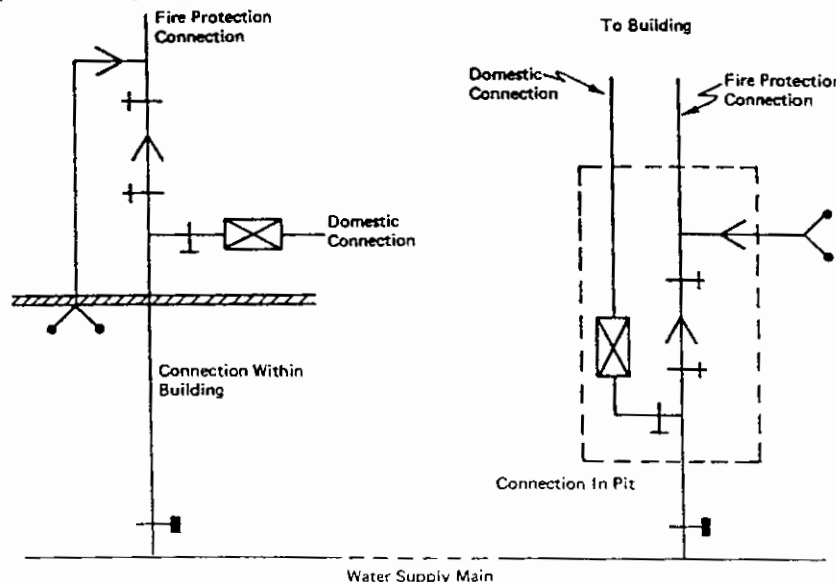 Fire Protection
Connection
Domestic
Connection
Connection Within
Building
To Building
Domestic
Connection
Fire Protection
Connection
Connection In Pit
Water Supply Main